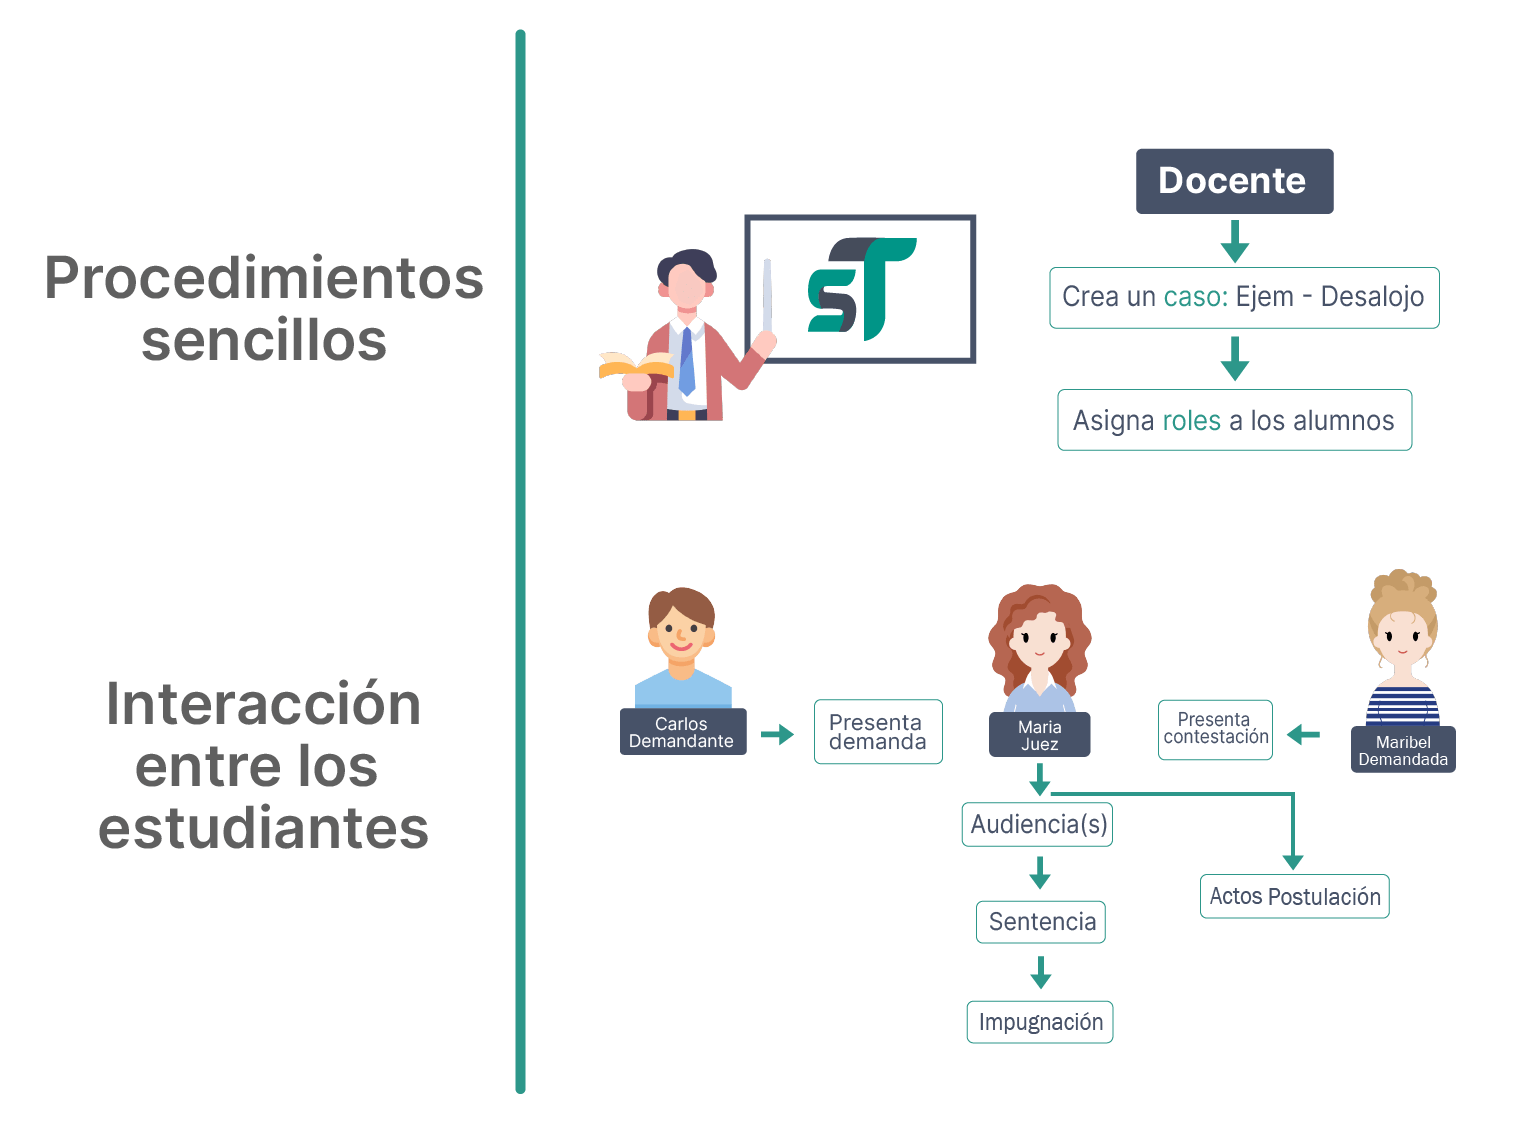 Procedimientos
sencillos
ST
Docente
Crea un caso: Ejem - Desalojo
Asigna roles a los alumnos
Interacción
entre los
estudiantes
Carlos
Demandante
Presenta
demanda
Maria
Juez
Presenta
contestación
Maribel
Demandada
Audiencia(s)
Actos Postulación
Sentencia
Impugnación